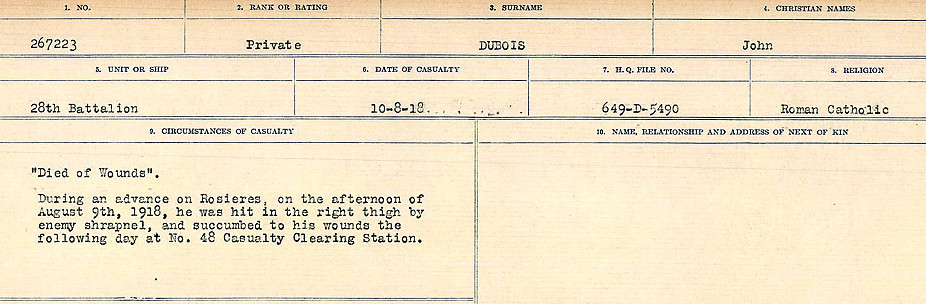 1. NO. 2. RANK OR RATING 3. SURNAME 4. CHRISTIAN NAMES
267223 Private DUBOIS John
5. UNIT OR SHIP 6. DATE OF CASUALTY 7. H.Q. FILE NO. 8. RELIGION
28th Battalion 10-8-18. 649-D-5490 Roman Catholic
9. CIRCUMSTANCES OF CASUALTY 10. NAME, RELATIONSHIP AND ADDRESS OF NEXT OF KIN
"Died of Wounds".
During an advance on Rosieres, on the afternoon of
August 9th, 1918, he was hit in the right thigh by
enemy shrapnel, and succumbed to his wounds the
following day at No. 48 Casualty Clearing Station.